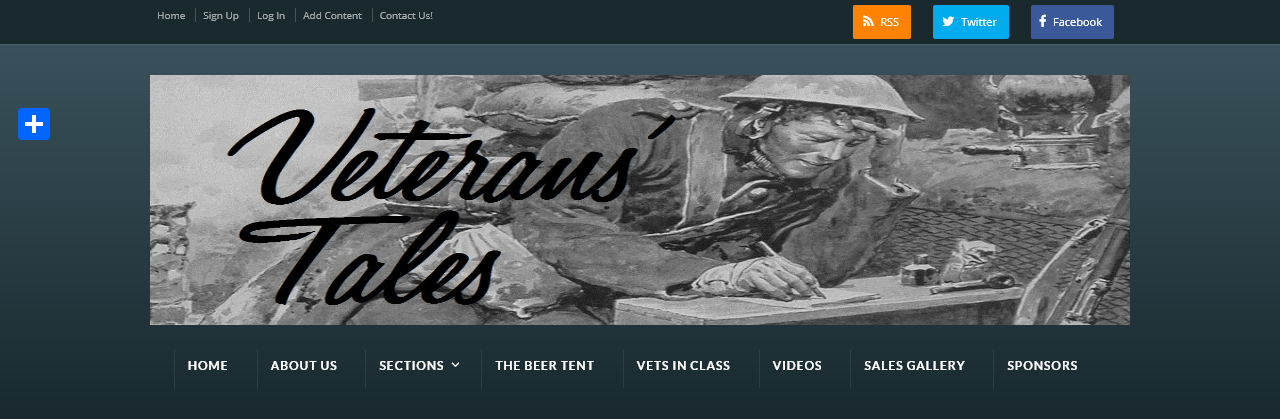 Home Sign Up Log In Add Content Contact Us!
RSS Twitter Facebook
Veterans'
Tales
HOME ABOUT US SECTIONS THE BEER TENT VETS IN CLASS VIDEOS SALES GALLERY SPONSORS